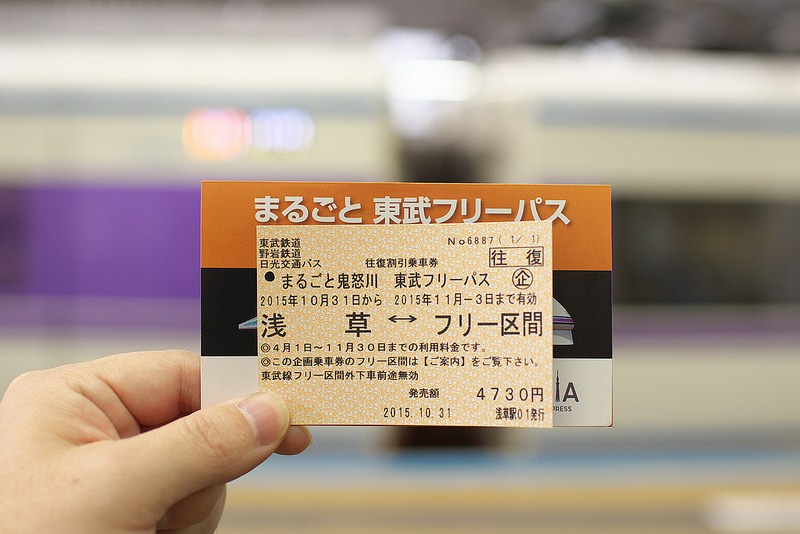 まるごと 東武フリーパス
東武鉄道
野岩鉄道
日光交通バス
往復割引乗車券
No6887( 1/ 1)
往 復
●まるごと鬼怒川 東武フリーパス
企
2015年10月31日から 2015年11月-3日まで有効
浅 草 ↔ フリー区間
◎4月1日～11月30日までの利用料金です。
◎この企画乗車券のフリー区間は【ご案内】をご覧下さい。
東武線フリー区間外下車前途無効
発売額 4730円
2015.10.31 浅草駅01発行
IA
PRESS